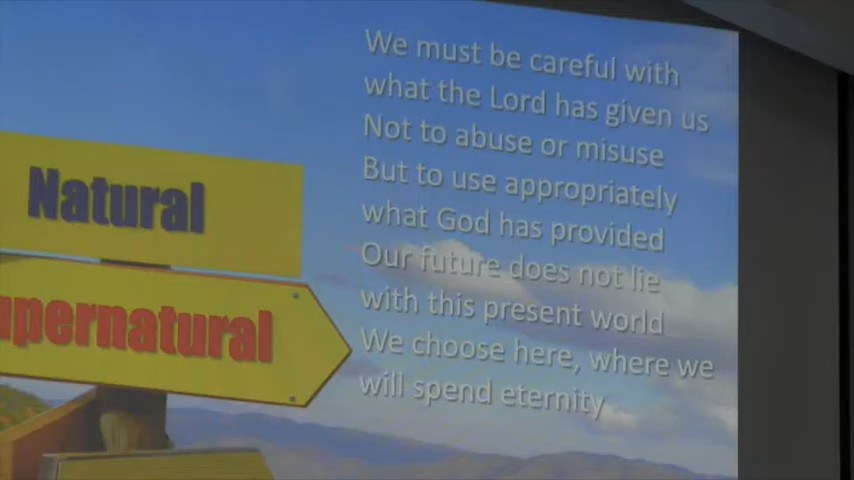 Natural
upernatural
We must be careful with
what the Lord has given us
Not to abuse or misuse
But to use appropriately
what God has provided
Our future does not lie
with this present world
We choose here, where we
will spend eternity